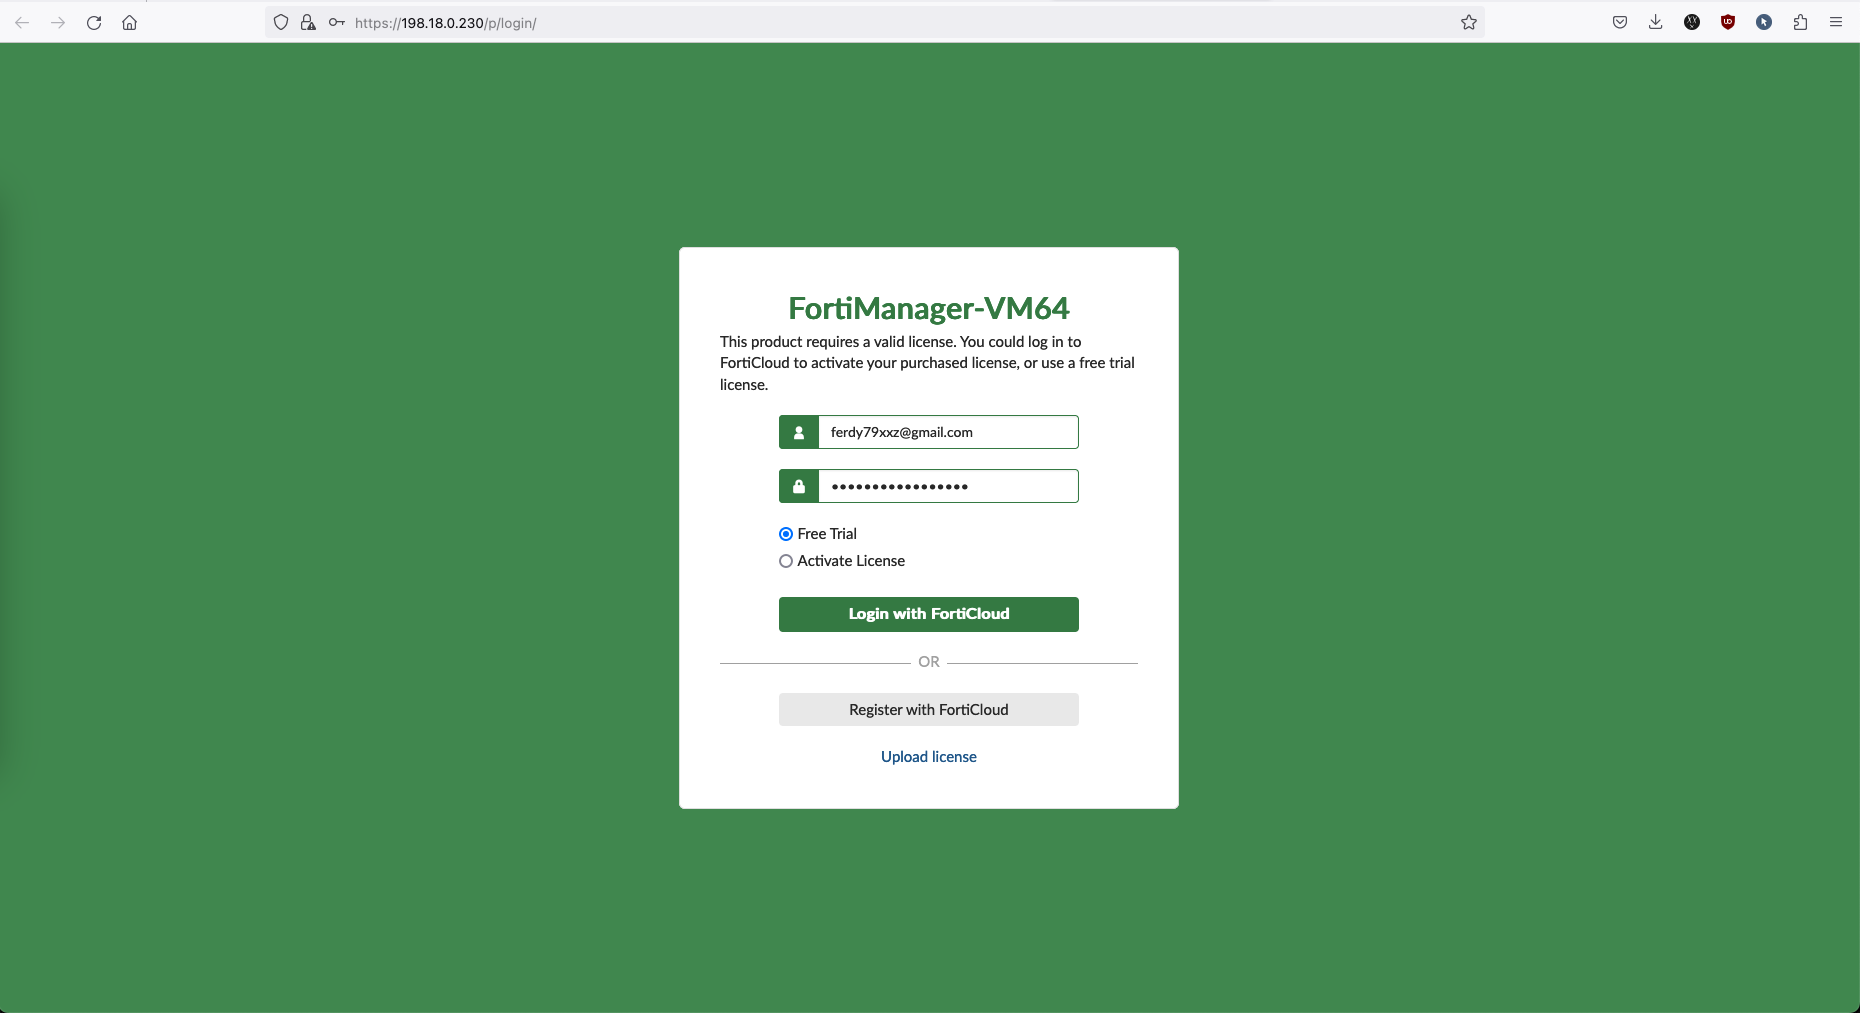 https://198.18.0.230/p/login/
FortiManager-VM64
This product requires a valid license. You could log in to
FortiCloud to activate your purchased license, or use a free trial
license.
ferdy79xxz@gmail.com
Free Trial
Activate License
Login with FortiCloud
OR
Register with FortiCloud
Upload license